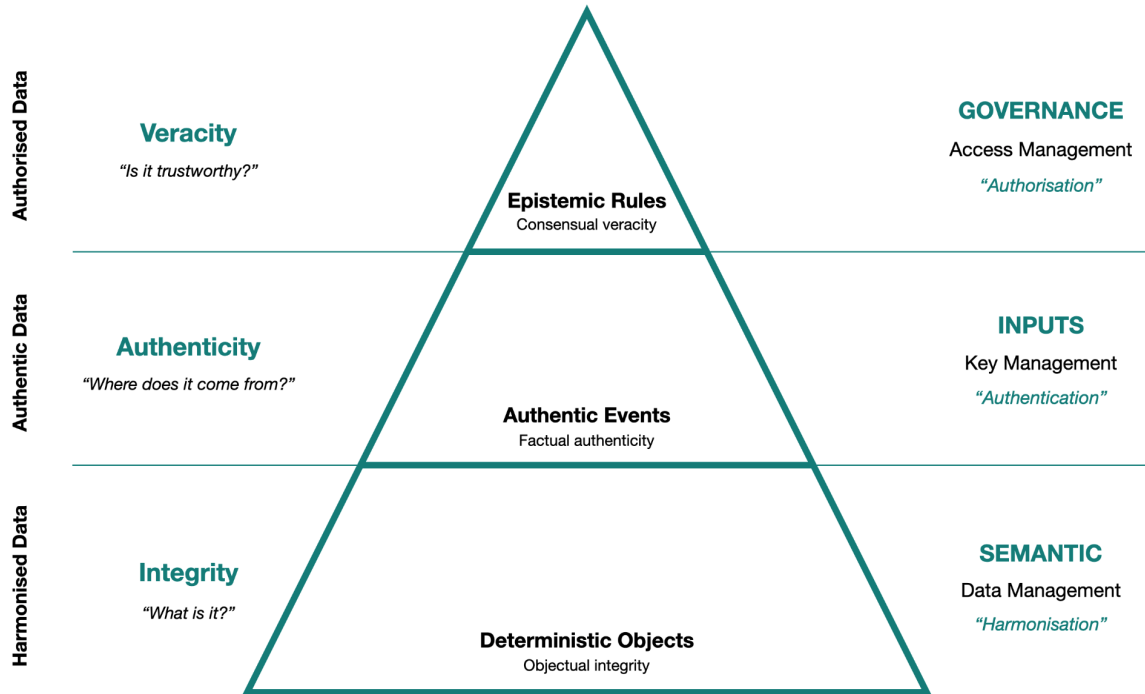 Authorised Data
Veracity
“Is it trustworthy?”
Epistemic Rules
Consensual veracity
GOVERNANCE
Access Management
“Authorisation”
Authentic Data
Authenticity
“Where does it come from?”
Authentic Events
Factual authenticity
INPUTS
Key Management
“Authentication”
Harmonised Data
Integrity
“What is it?”
Deterministic Objects
Objectual integrity
SEMANTIC
Data Management
“Harmonisation”